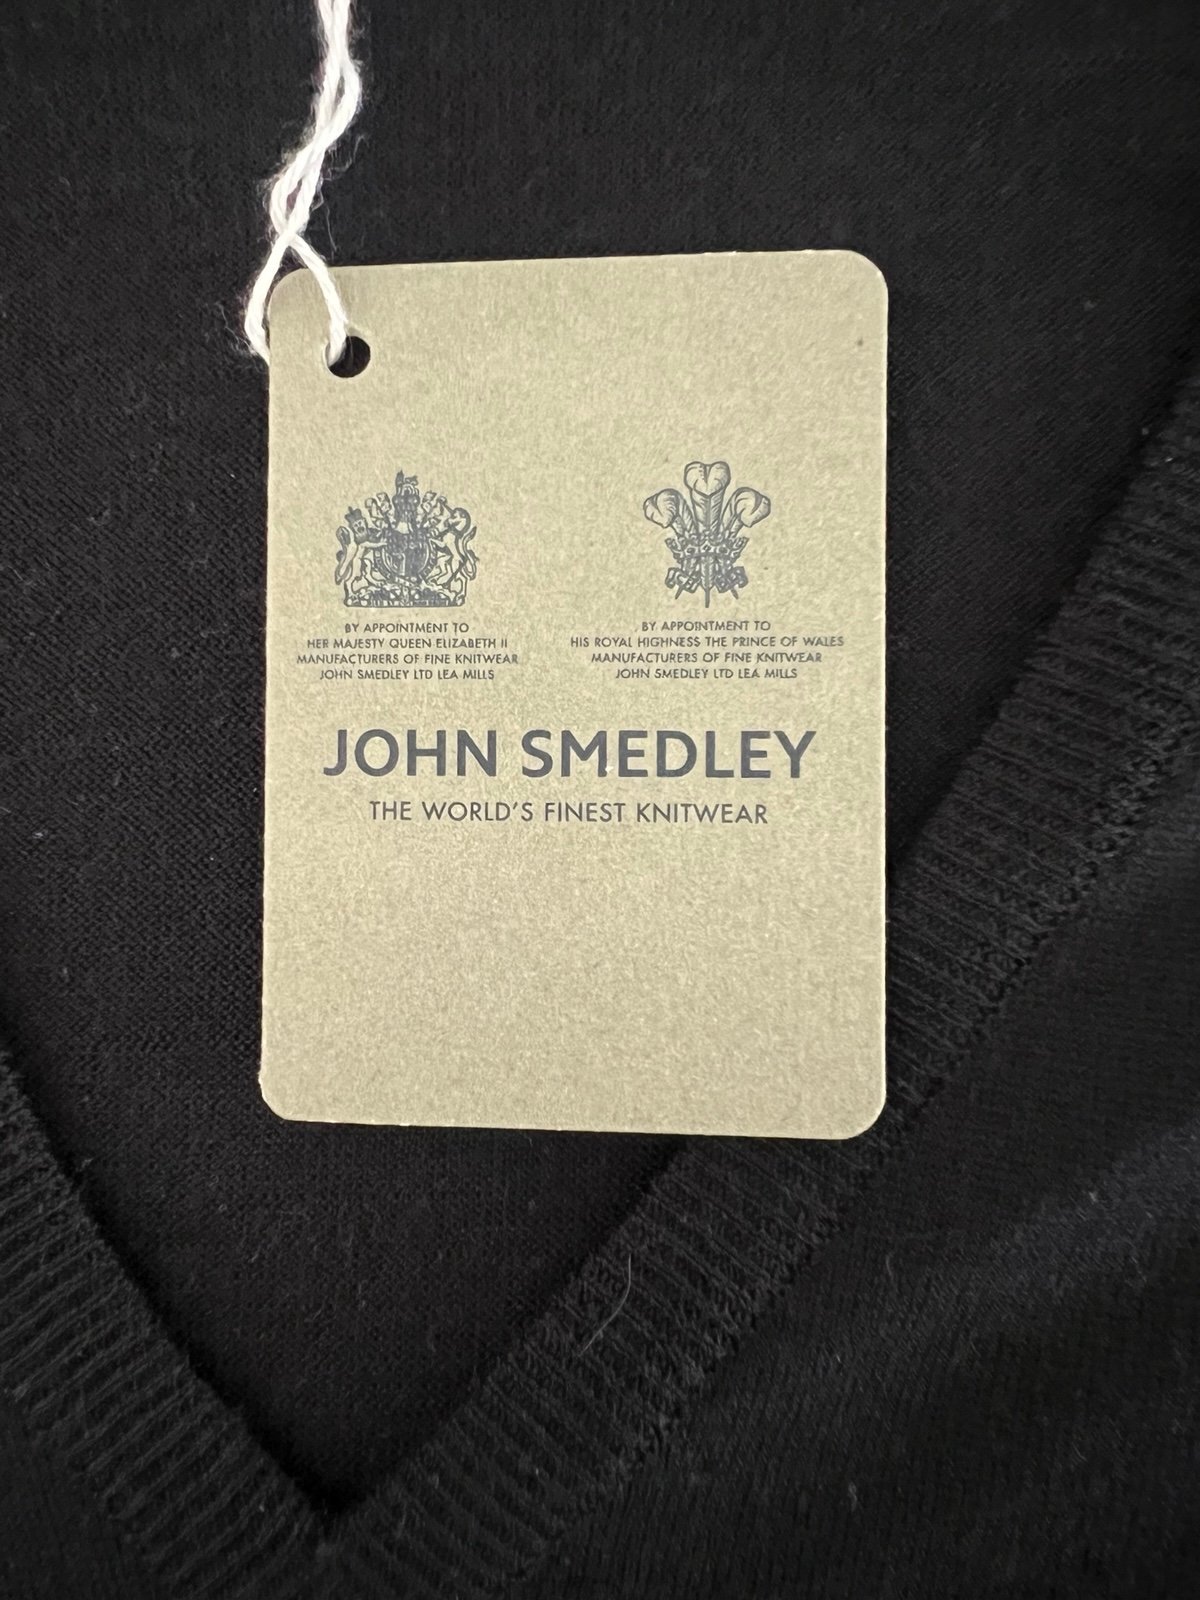 BY APPOINTMENT TO
HER MAJESTY QUEEN ELIZABETH II
MANUFACTURERS OF FINE KNITWEAR
JOHN SMEDLEY LTD LEA MILLS
BY APPOINTMENT TO
HIS ROYAL HIGHNESS THE PRINCE OF WALES
MANUFACTURERS OF FINE KNITWEAR
JOHN SMEDLEY LTD LEA MILLS
JOHN SMEDLEY
THE WORLD'S FINEST KNITWEAR